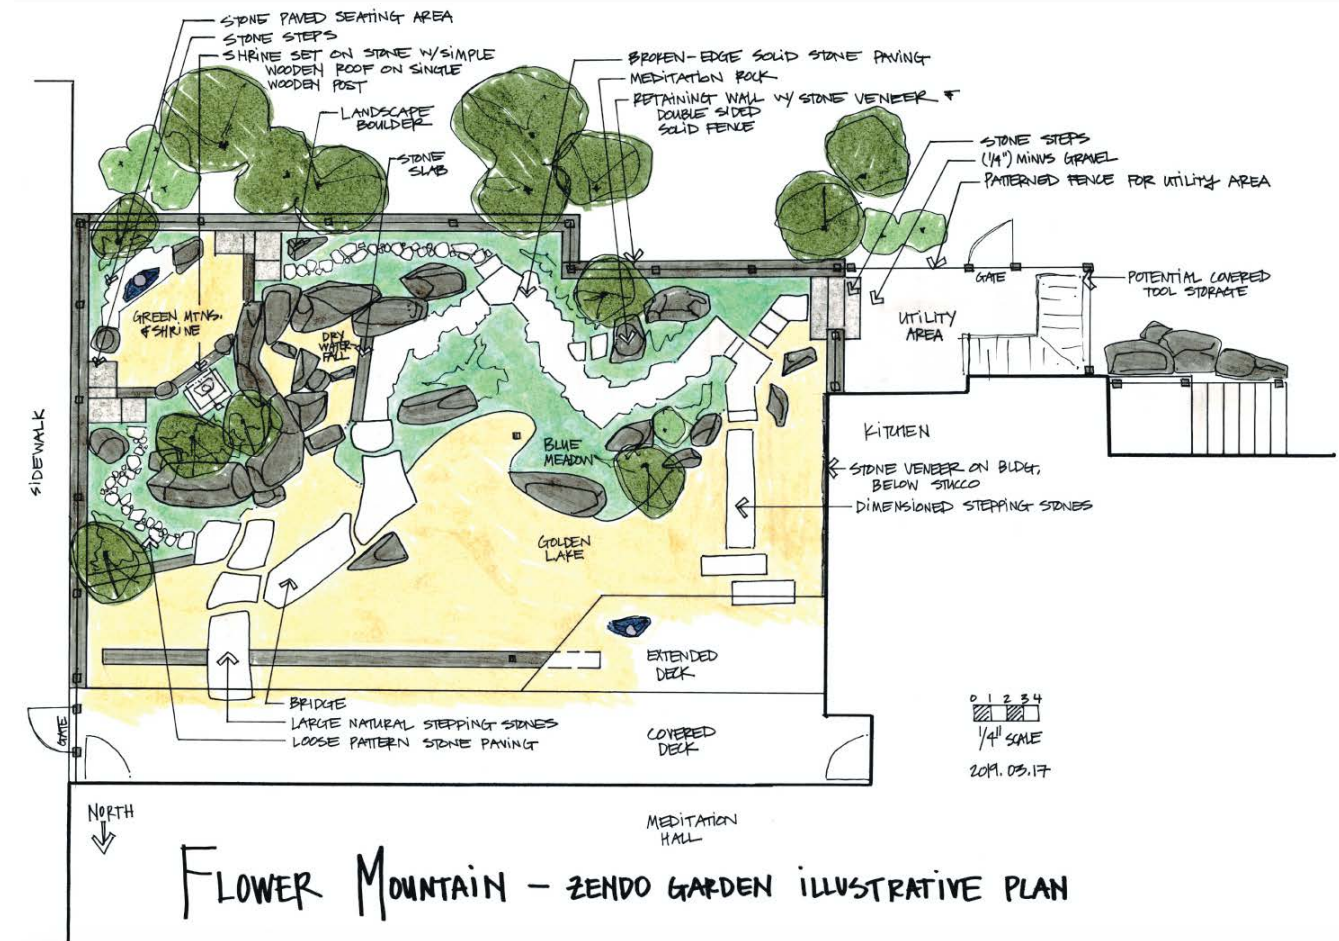 STONE PAVED SEATING AREA
STONE STEPS
SHRINE SET ON STONE W/SIMPLE
WOODEN ROOF ON SINGLE
WOODEN POST
LANDSCAPE
BOULDER
STONE
SLAB
BROKEN-EDGE SOLID STONE PAVING
MEDITATION ROCK
RETAINING WALL W/ STONE VENEER &
DOUBLE SIDED
SOLID FENCE
STONE STEPS
(1/4") MINUS GRAVEL
PATTERNED FENCE FOR UTILITY AREA
GATE
POTENTIAL COVERED
TOOL STORAGE
UTILITY
AREA
GREEN MTNS.
& SHRINE
DRY
WATER
FALL
SIDEWALK
BLUE
MEADOW
KITCHEN
STONE VENEER ON BLDG,
BELOW STUCCO
DIMENSIONED STEPPING STONES
GOLDEN
LAKE
EXTENDED
DECK
BRIDGE
LARGE NATURAL STEPPING STONES
LOOSE PATTERN STONE PAVING
GATE
COVERED
DECK
0 1 2 3 4
1/4" SCALE
2019.03.17
NORTH
MEDITATION
HALL
FLOWER MOUNTAIN - ZENDO GARDEN ILLUSTRATIVE PLAN